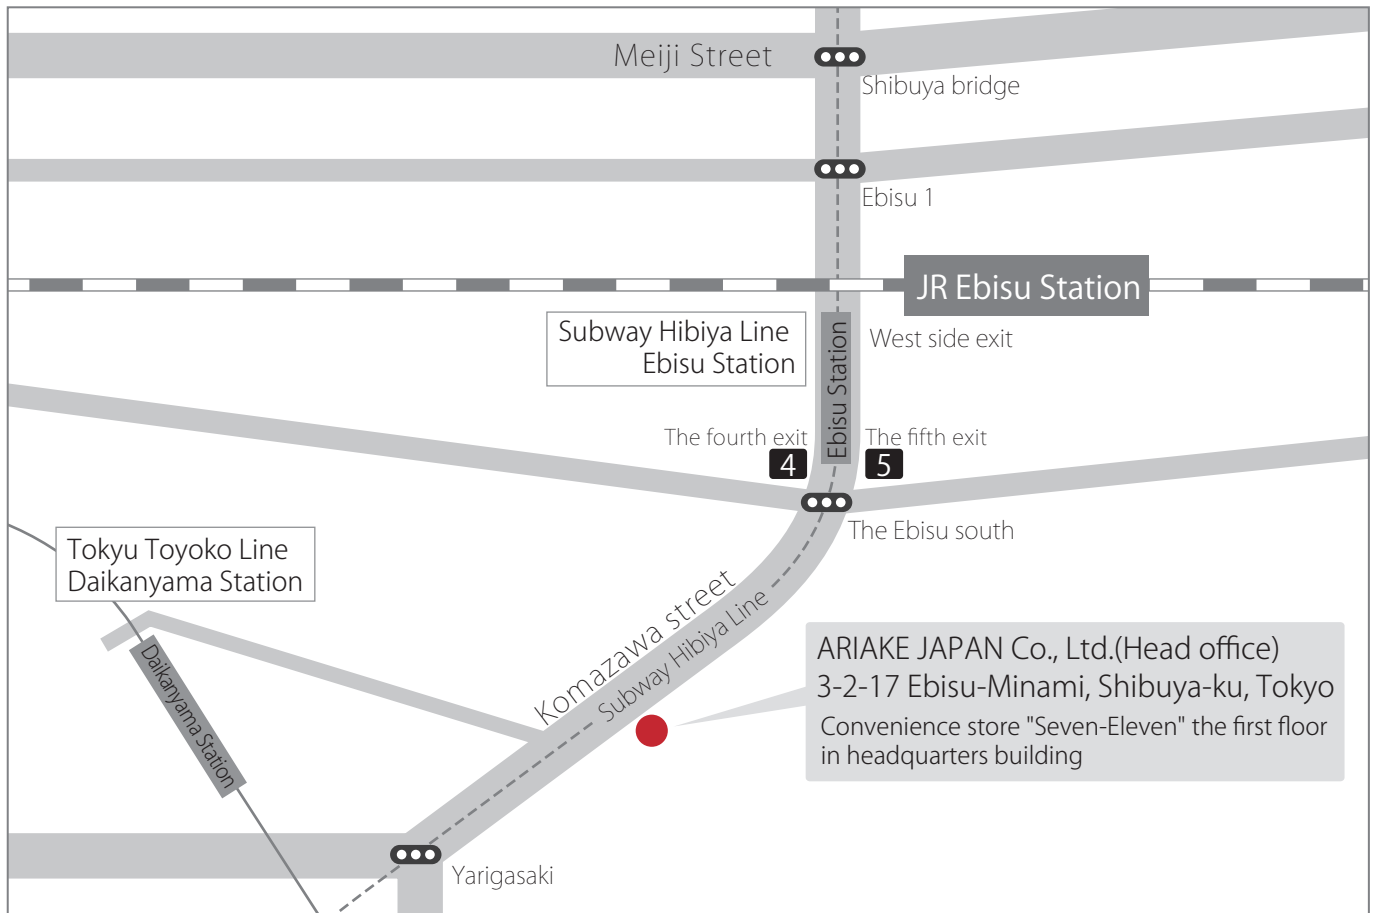 Meiji Street
Shibuya bridge
Ebisu 1
JR Ebisu Station
Subway Hibiya Line
Ebisu Station
Ebisu Station
West side exit
The fourth exit
4
The fifth exit
5
The Ebisu south
Tokyu Toyoko Line
Daikanyama Station
Daikanyama Station
Komazawa street
Subway Hibiya Line
ARIAKE JAPAN Co., Ltd.(Head office)
3-2-17 Ebisu-Minami, Shibuya-ku, Tokyo
Convenience store "Seven-Eleven" the first floor
in headquarters building
Yarigasaki